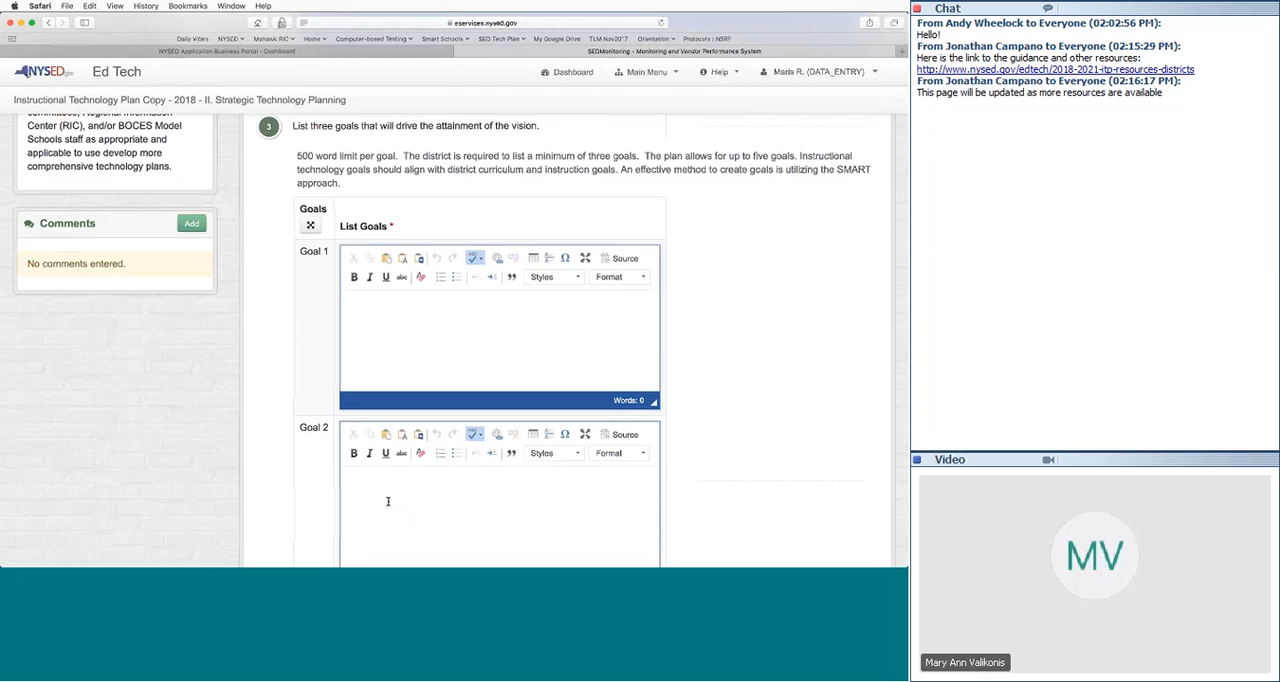 Safari File Edit View History Bookmarks Window Help
eservices.nysed.gov
Daily Vibes NYSED Mohawk RIC Home Computer-based Testing Smart Schools SED Tech Plan My Google Drive TLM Nov2017 Orientation Protocols | NSRF
NYSED Application Business Portal - Dashboard
SEDMonitoring - Monitoring and Vendor Performance System
NYSED.gov Ed Tech
Dashboard Main Menu Help Maris R. (DATA_ENTRY)
Instructional Technology Plan Copy - 2018 - II. Strategic Technology Planning
committees, Regional Information
Center (RIC), and/or BOCES Model
Schools staff as appropriate and
applicable to use develop more
comprehensive technology plans.
Comments Add
No comments entered.
3 List three goals that will drive the attainment of the vision.
500 word limit per goal. The district is required to list a minimum of three goals. The plan allows for up to five goals. Instructional
technology goals should align with district curriculum and instruction goals. An effective method to create goals is utilizing the SMART
approach.
Goals
List Goals *
Goal 1
Source
B I U abc Styles Format
Words: 0
Goal 2
Source
B I U abc Styles Format
Chat
From Andy Wheelock to Everyone (02:02:56 PM):
Hello!
From Jonathan Campano to Everyone (02:15:29 PM):
Here is the link to the guidance and other resources:
http://www.nysed.gov/edtech/2018-2021-itp-resources-districts
From Jonathan Campano to Everyone (02:16:17 PM):
This page will be updated as more resources are available
Video
MV
Mary Ann Valikonis